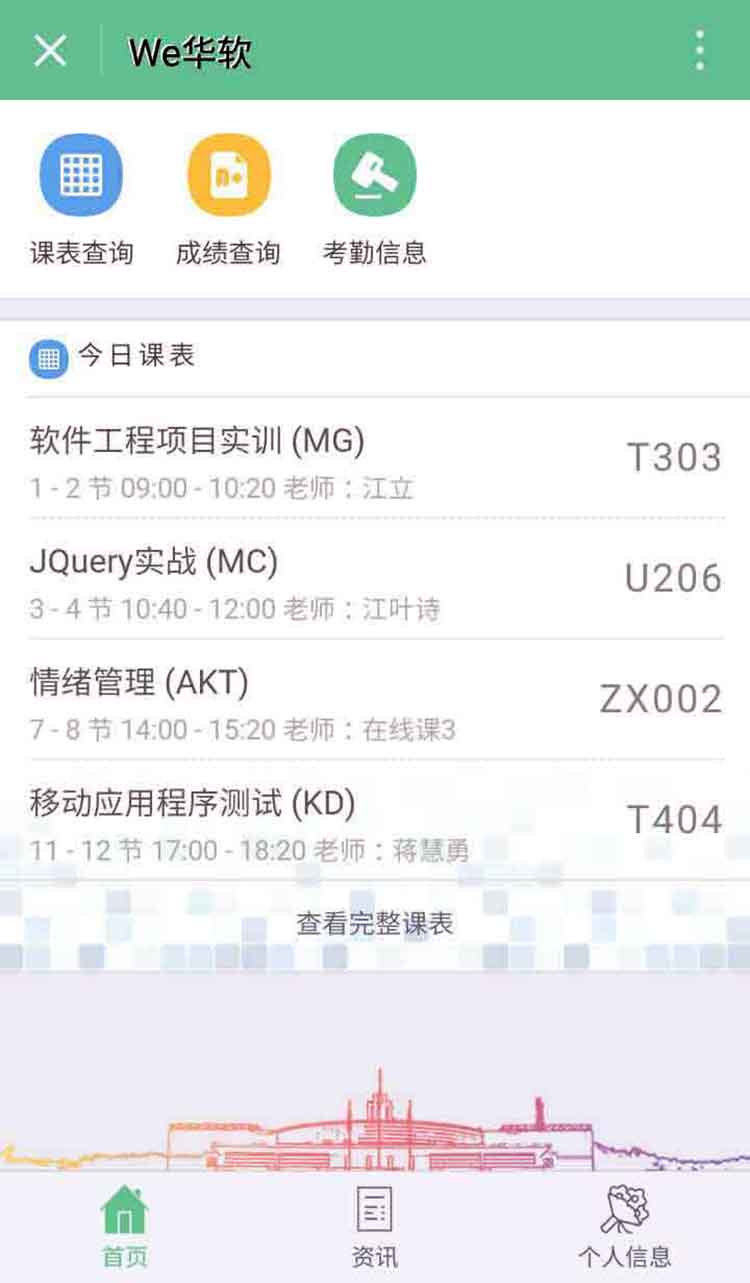 We华软
课表查询 成绩查询 考勤信息
今日课表
软件工程项目实训 (MG)
T303
1 - 2 节 09:00 - 10:20 老师：江立
JQuery实战 (MC)
U206
3 - 4 节 10:40 - 12:00 老师：江叶诗
情绪管理 (AKT)
ZX002
7 - 8 节 14:00 - 15:20 老师：在线课3
移动应用程序测试 (KD)
T404
11 - 12 节 17:00 - 18:20 老师：蒋慧勇
查看完整课表
首页 资讯 个人信息